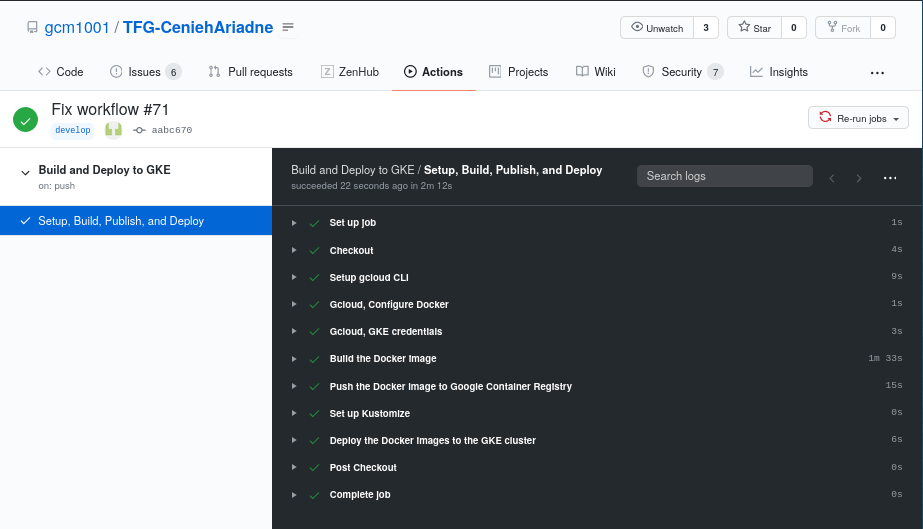 gcm1001 / TFG-CeniehAriadne
Unwatch 3 Star 0 Fork 0
Code Issues 6 Pull requests ZenHub Actions Projects Wiki Security 7 Insights ...
Fix workflow #71
develop aabc670
Re-run jobs
Build and Deploy to GKE
on: push
Setup, Build, Publish, and Deploy
Build and Deploy to GKE / Setup, Build, Publish, and Deploy
succeeded 22 seconds ago in 2m 12s
Search logs
Set up job 1s
Checkout 4s
Setup gcloud CLI 9s
Gcloud, Configure Docker 1s
Gcloud, GKE credentials 3s
Build the Docker image 1m 33s
Push the Docker image to Google Container Registry 15s
Set up Kustomize 0s
Deploy the Docker images to the GKE cluster 6s
Post Checkout 0s
Complete job 0s